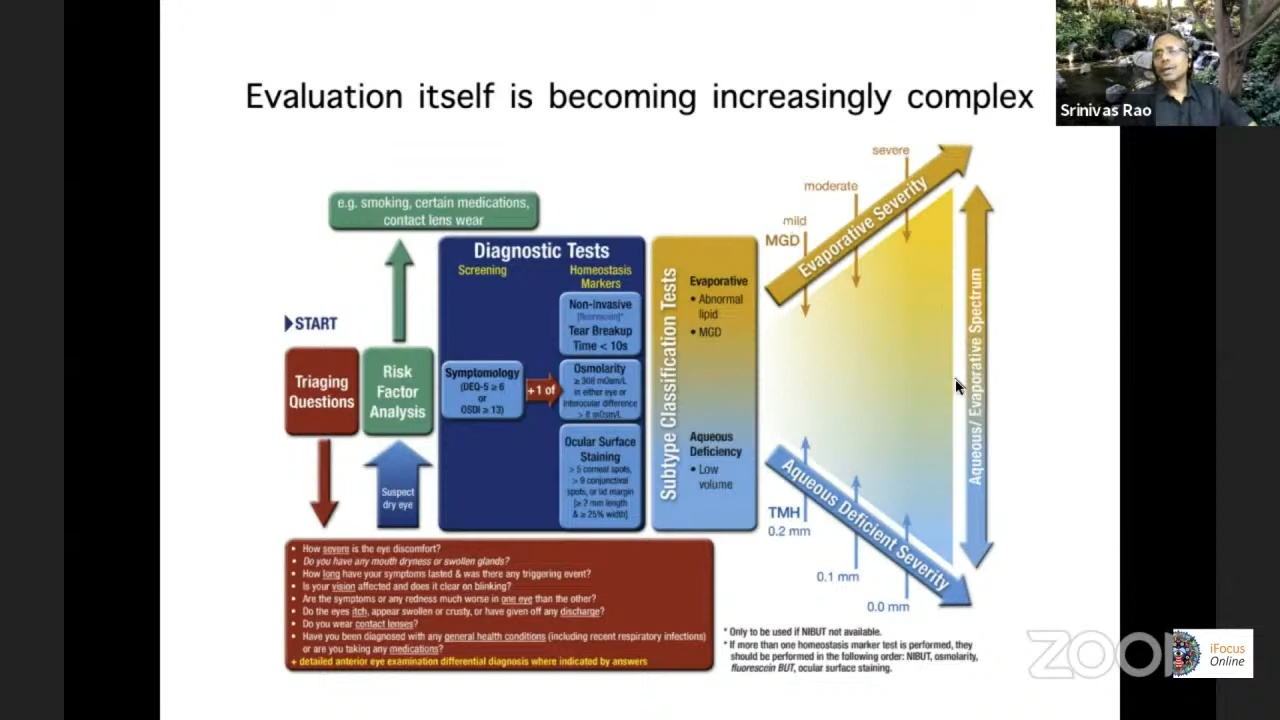 Evaluation itself is becoming increasingly complex
Srinivas Rao
e.g. smoking, certain medications,
contact lens wear
START
Triaging
Questions
Risk
Factor
Analysis
Suspect
dry eye
Diagnostic Tests
Screening
Homeostasis
Markers
Symptomology
(DEQ-5 ≥ 6
or
OSDI ≥ 13)
+1 of
Non-invasive
[fluorescein]*
Tear Breakup
Time < 10s
Osmolarity
≥ 308 mOsm/L
in either eye or
interocular difference
> 8 mOsm/L
Ocular Surface
Staining
> 5 corneal spots,
> 9 conjunctival
spots, or lid margin
[≥ 2 mm length
& ≥ 25% width]
Subtype Classification Tests
Evaporative
• Abnormal
lipid
• MGD
Aqueous
Deficiency
• Low
volume
severe
moderate
mild
MGD
Evaporative Severity
Aqueous/ Evaporative Spectrum
Aqueous Deficient Severity
TMH
0.2 mm
0.1 mm
0.0 mm
• How severe is the eye discomfort?
• Do you have any mouth dryness or swollen glands?
• How long have your symptoms lasted & was there any triggering event?
• Is your vision affected and does it clear on blinking?
• Are the symptoms or any redness much worse in one eye than the other?
• Do the eyes itch, appear swollen or crusty, or have given off any discharge?
• Do you wear contact lenses?
• Have you been diagnosed with any general health conditions (including recent respiratory infections)
or are you taking any medications?
+ detailed anterior eye examination differential diagnosis where indicated by answers
* Only to be used if NIBUT not available.
* If more than one homeostasis marker test is performed, they
should be performed in the following order: NIBUT, osmolarity,
fluorescein BUT, ocular surface staining.
zoom
iFocus
Online